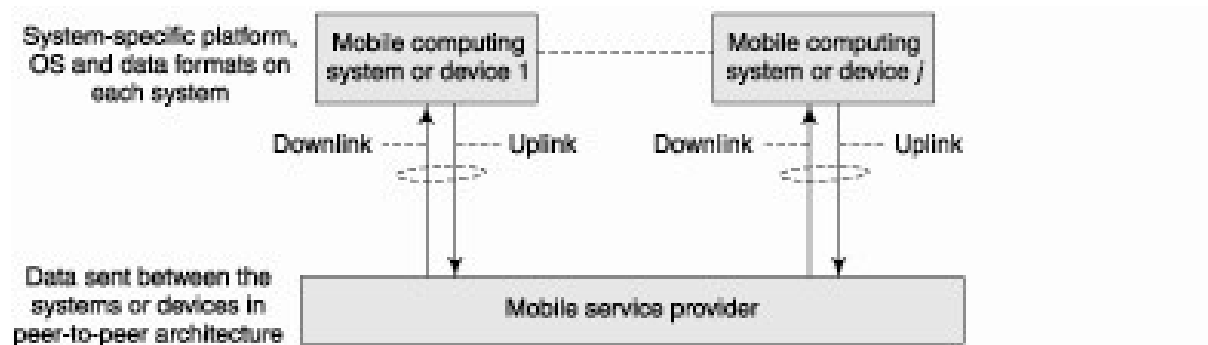 System-specific platform,
OS and data formats on
each system
Mobile computing
system or device 1
Mobile computing
system or device j
Downlink
Uplink
Downlink
Uplink
Data sent between the
systems or devices in
peer-to-peer architecture
Mobile service provider